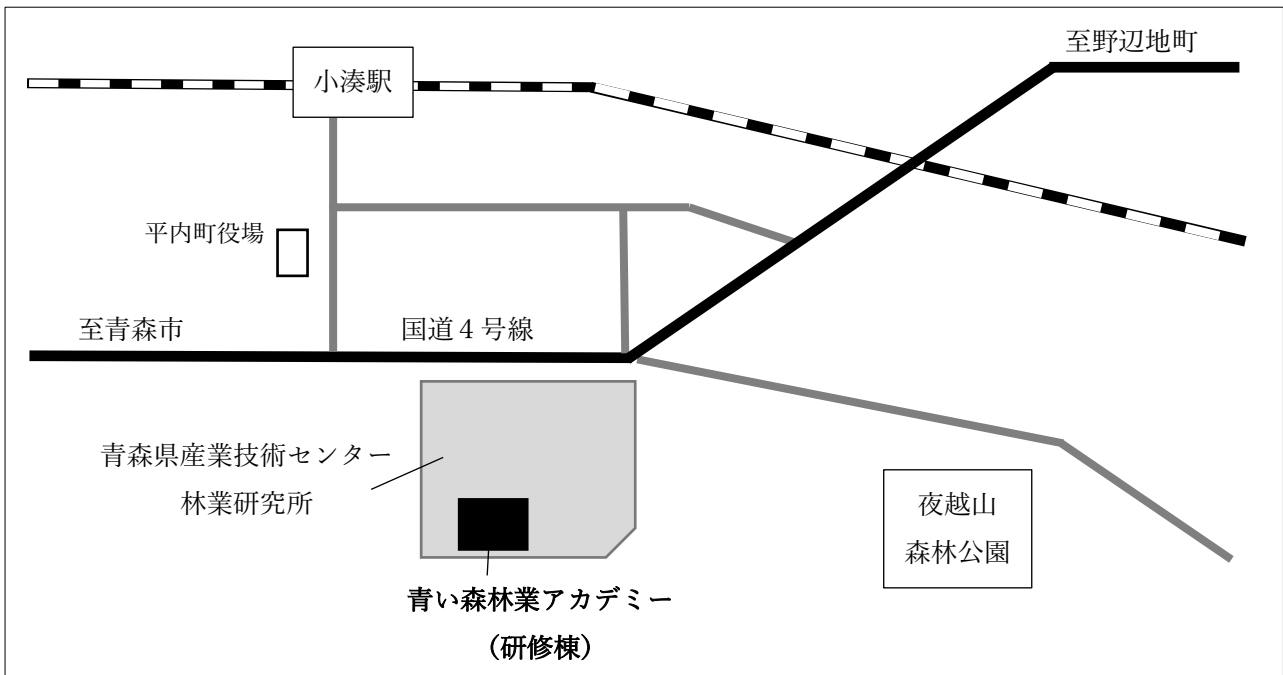 至野辺地町
小湊駅
平内町役場
至青森市
国道４号線
青森県産業技術センター
林業研究所
夜越山
森林公園
青い森林業アカデミー
（研修棟）